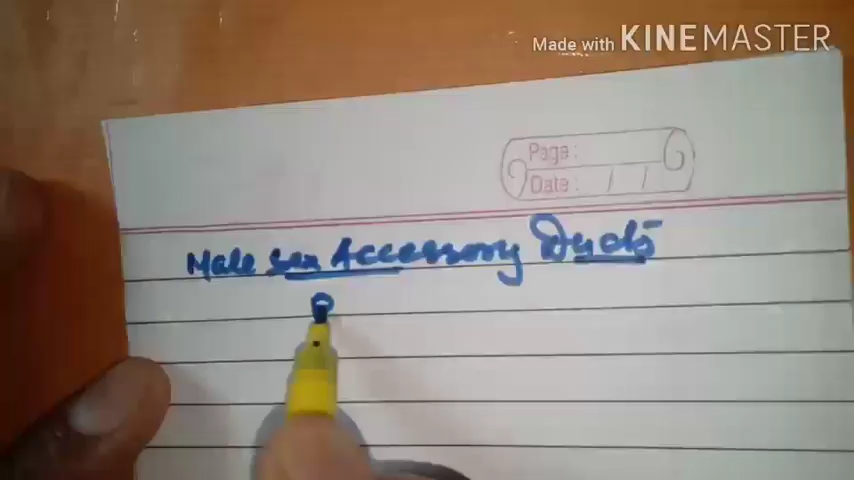 Made with KINEMASTER
Page:
Date: / /
Male sex Accessory Ducts